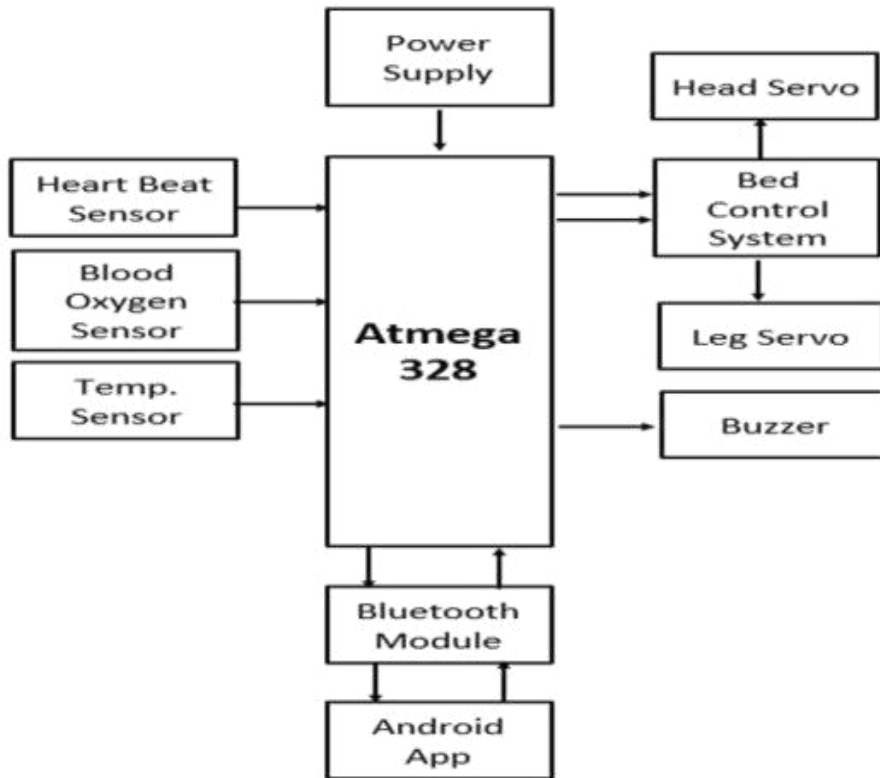 Power
Supply
Head Servo
Heart Beat
Sensor
Bed
Control
System
Blood
Oxygen
Sensor
Atmega
328
Leg Servo
Temp.
Sensor
Buzzer
Bluetooth
Module
Android
App